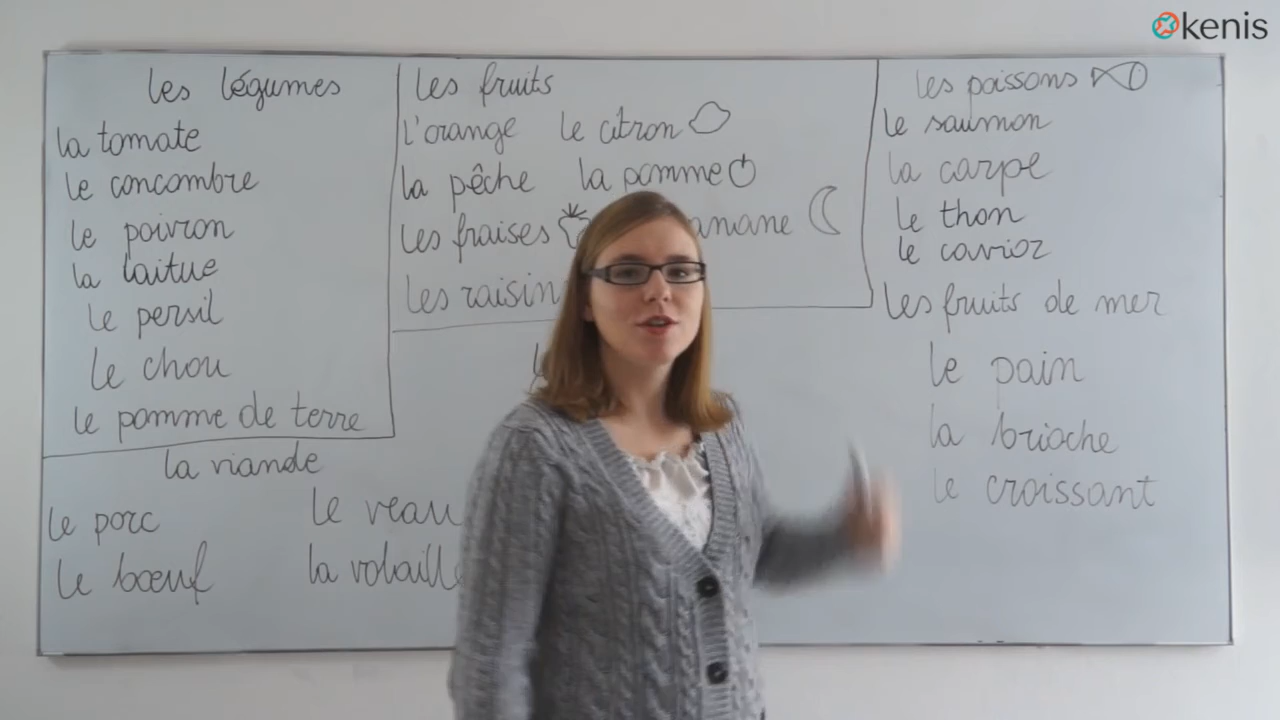 kenis
les légumes
la tomate
le concombre
le poivron
la laitue
le persil
le chou
le pomme de terre
les fruits
l'orange le citron
la pêche la pomme
les fraises anane
les raisin
les poissons
le saumon
la carpe
le thon
le caviar
les fruits de mer
le pain
la brioche
le croissant
la viande
le porc le veau
le bœuf la volaill